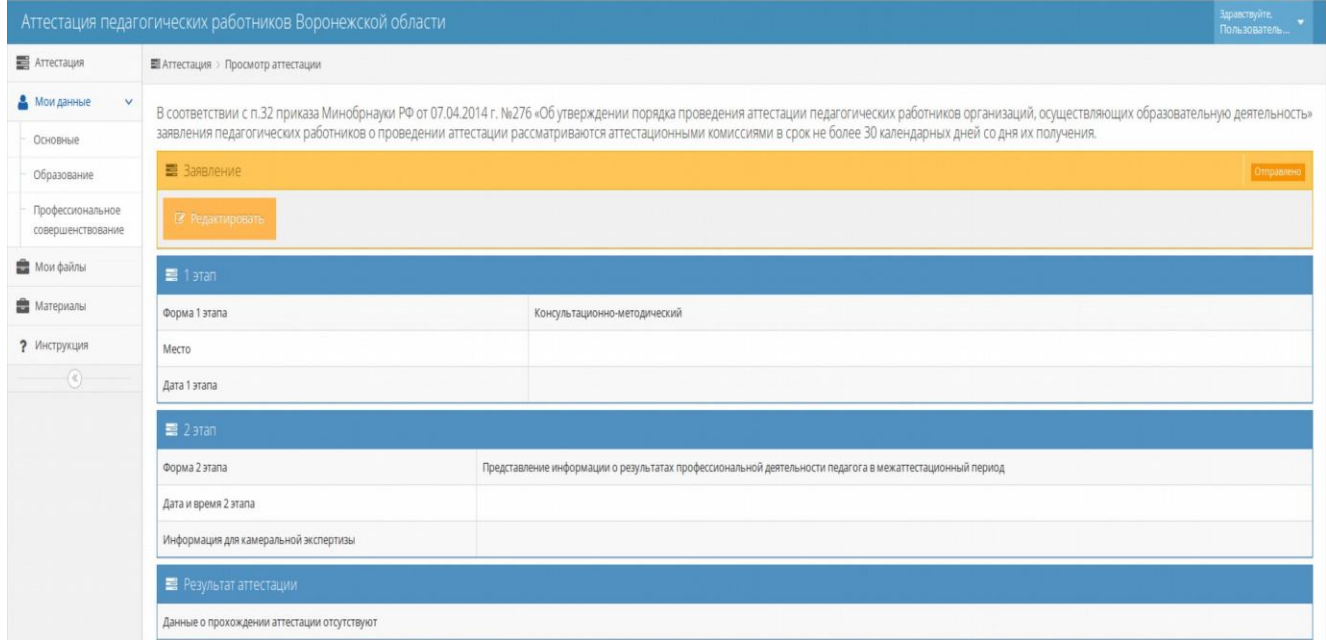 Аттестация педагогических работников Воронежской области
Здравствуйте,
Пользователь...
Аттестация
Аттестация > Просмотр аттестации
Мои данные
Основные
Образование
Профессиональное
совершенствование
Мои файлы
Материалы
? Инструкция
В соответствии с п.32 приказа Минобрнауки РФ от 07.04.2014 г. №276 «Об утверждении порядка проведения аттестации педагогических работников организаций, осуществляющих образовательную деятельность»
заявления педагогических работников о проведении аттестации рассматриваются аттестационными комиссиями в срок не более 30 календарных дней со дня их получения.
Заявление
Отправлено
Редактировать
1 этап
Форма 1 этапа Консультационно-методический
Место
Дата 1 этапа
2 этап
Форма 2 этапа Представление информации о результатах профессиональной деятельности педагога в межаттестационный период
Дата и время 2 этапа
Информация для камеральной экспертизы
Результат аттестации
Данные о прохождении аттестации отсутствуют